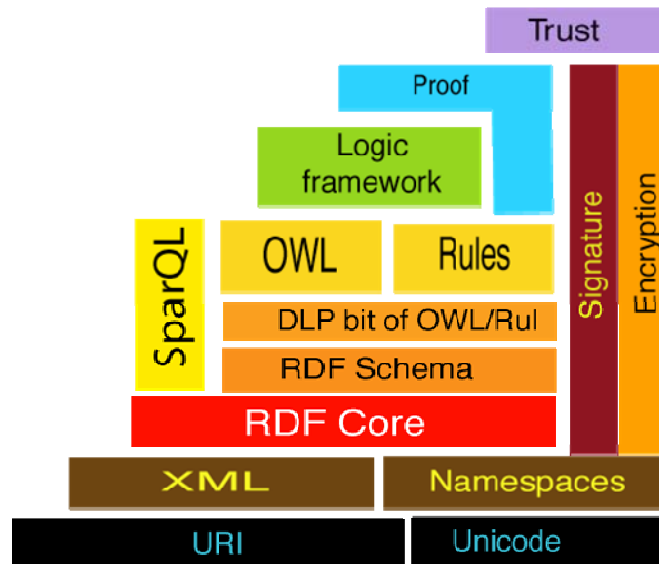 Trust
Proof
Logic
framework
SparQL
OWL
Rules
Signature
Encryption
DLP bit of OWL/Rul
RDF Schema
RDF Core
XML
Namespaces
URI
Unicode